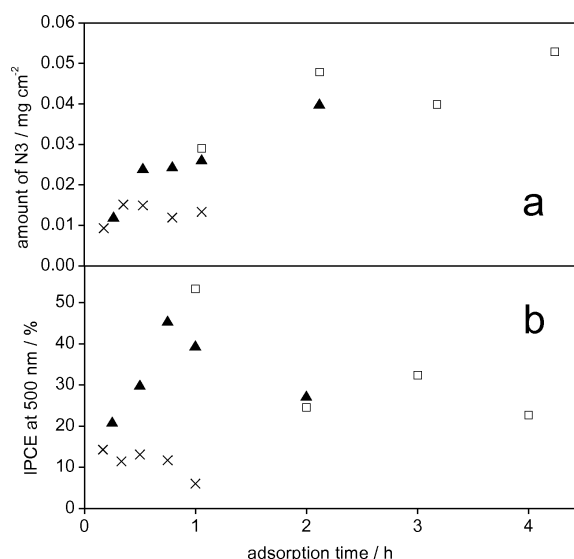 0.06
0.05
0.04
0.03
0.02
0.01
0.00
amount of N3 / mg cm⁻²
a
50
40
30
20
10
0
IPCE at 500 nm / %
b
0 1 2 3 4
adsorption time / h